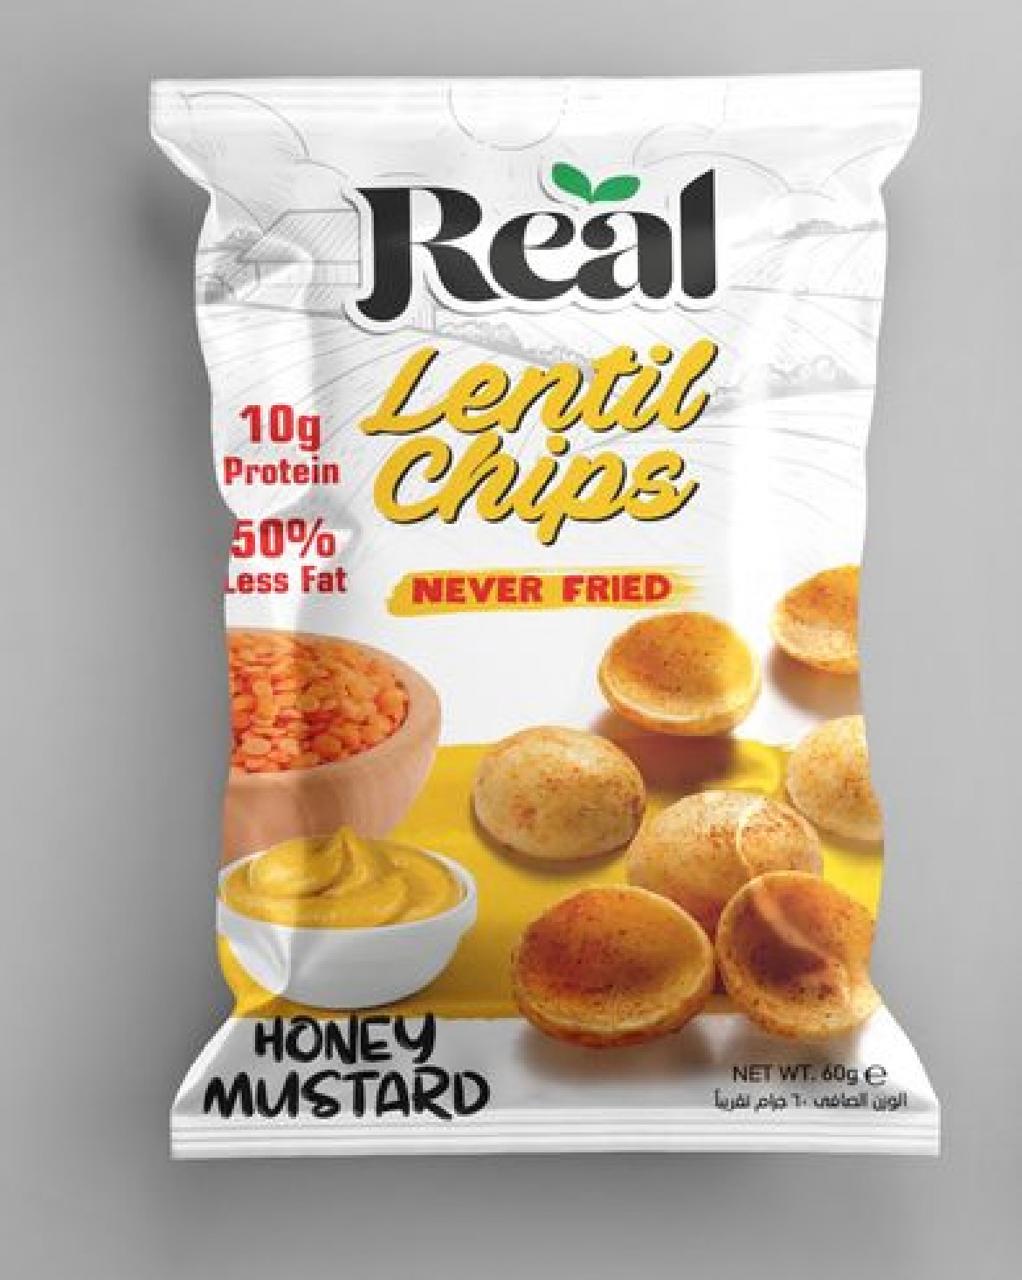 Real
Lentil
Chips
10g
Protein
50%
Less Fat
NEVER FRIED
HONEY
MUSTARD
NET WT. 60g ℮
الوزن الصافي ٦٠ جرام تقريباً